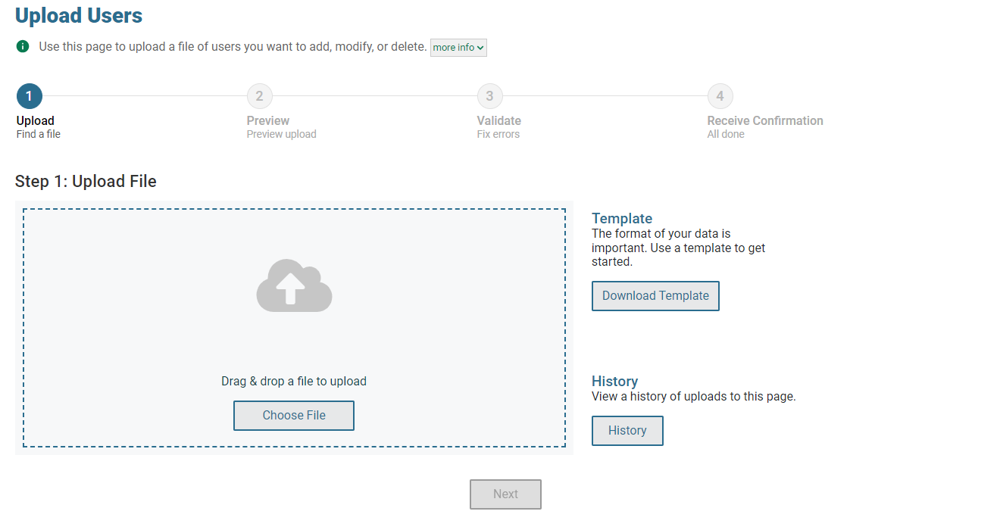 Upload Users
Use this page to upload a file of users you want to add, modify, or delete. more info
1 2 3 4
Upload Preview Validate Receive Confirmation
Find a file Preview upload Fix errors All done
Step 1: Upload File
Template
The format of your data is
important. Use a template to get
started.
Download Template
Drag & drop a file to upload
Choose File
History
View a history of uploads to this page.
History
Next